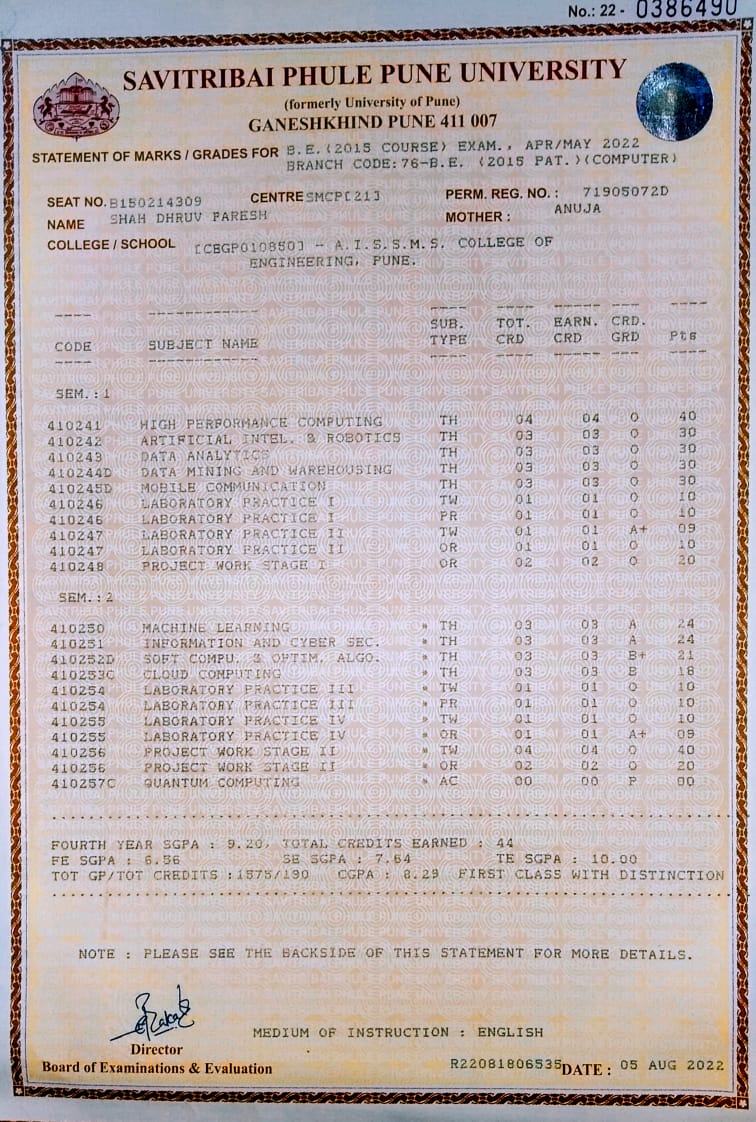 No.: 22 - 0386490
SAVITRIBAI PHULE PUNE UNIVERSITY
(formerly University of Pune)
GANESHKHIND PUNE 411 007
STATEMENT OF MARKS / GRADES FOR B.E.(2015 COURSE) EXAM., APR/MAY 2022
BRANCH CODE:76-B.E. (2015 PAT.)(COMPUTER)
SEAT NO. B150214309 CENTRE SMCP[21] PERM. REG. NO. : 71905072D
NAME SHAH DHRUV PARESH MOTHER : ANUJA
COLLEGE / SCHOOL [CEGP010850] - A.I.S.S.M.S. COLLEGE OF
ENGINEERING, PUNE.
CODE SUBJECT NAME SUB. TYPE TOT. CRD EARN. CRD CRD. GRD Pts
SEM.:1
410241 HIGH PERFORMANCE COMPUTING TH 04 04 O 40
410242 ARTIFICIAL INTEL. & ROBOTICS TH 03 03 O 30
410243 DATA ANALYTICS TH 03 03 O 30
410244D DATA MINING AND WAREHOUSING TH 03 03 O 30
410245D MOBILE COMMUNICATION TH 03 03 O 30
410246 LABORATORY PRACTICE I TW 01 01 O 10
410246 LABORATORY PRACTICE I PR 01 01 O 10
410247 LABORATORY PRACTICE II TW 01 01 A+ 09
410247 LABORATORY PRACTICE II OR 01 01 O 10
410248 PROJECT WORK STAGE I OR 02 02 O 20
SEM.:2
410250 MACHINE LEARNING * TH 03 03 A 24
410251 INFORMATION AND CYBER SEC. * TH 03 03 A 24
410252D SOFT COMPU. & OPTIM. ALGO. * TH 03 03 B+ 21
410253C CLOUD COMPUTING * TH 03 03 B 18
410254 LABORATORY PRACTICE III * TW 01 01 O 10
410254 LABORATORY PRACTICE III * PR 01 01 O 10
410255 LABORATORY PRACTICE IV * TW 01 01 O 10
410255 LABORATORY PRACTICE IV * OR 01 01 A+ 09
410256 PROJECT WORK STAGE II * TW 04 04 O 40
410256 PROJECT WORK STAGE II * OR 02 02 O 20
410257C QUANTUM COMPUTING * AC 00 00 P 00
FOURTH YEAR SGPA : 9.20, TOTAL CREDITS EARNED : 44
FE SGPA : 6.56 SE SGPA : 7.64 TE SGPA : 10.00
TOT GP/TOT CREDITS :1575/190 CGPA : 8.29 FIRST CLASS WITH DISTINCTION
NOTE : PLEASE SEE THE BACKSIDE OF THIS STATEMENT FOR MORE DETAILS.
MEDIUM OF INSTRUCTION : ENGLISH
Director
Board of Examinations & Evaluation
R22081806535 DATE : 05 AUG 2022